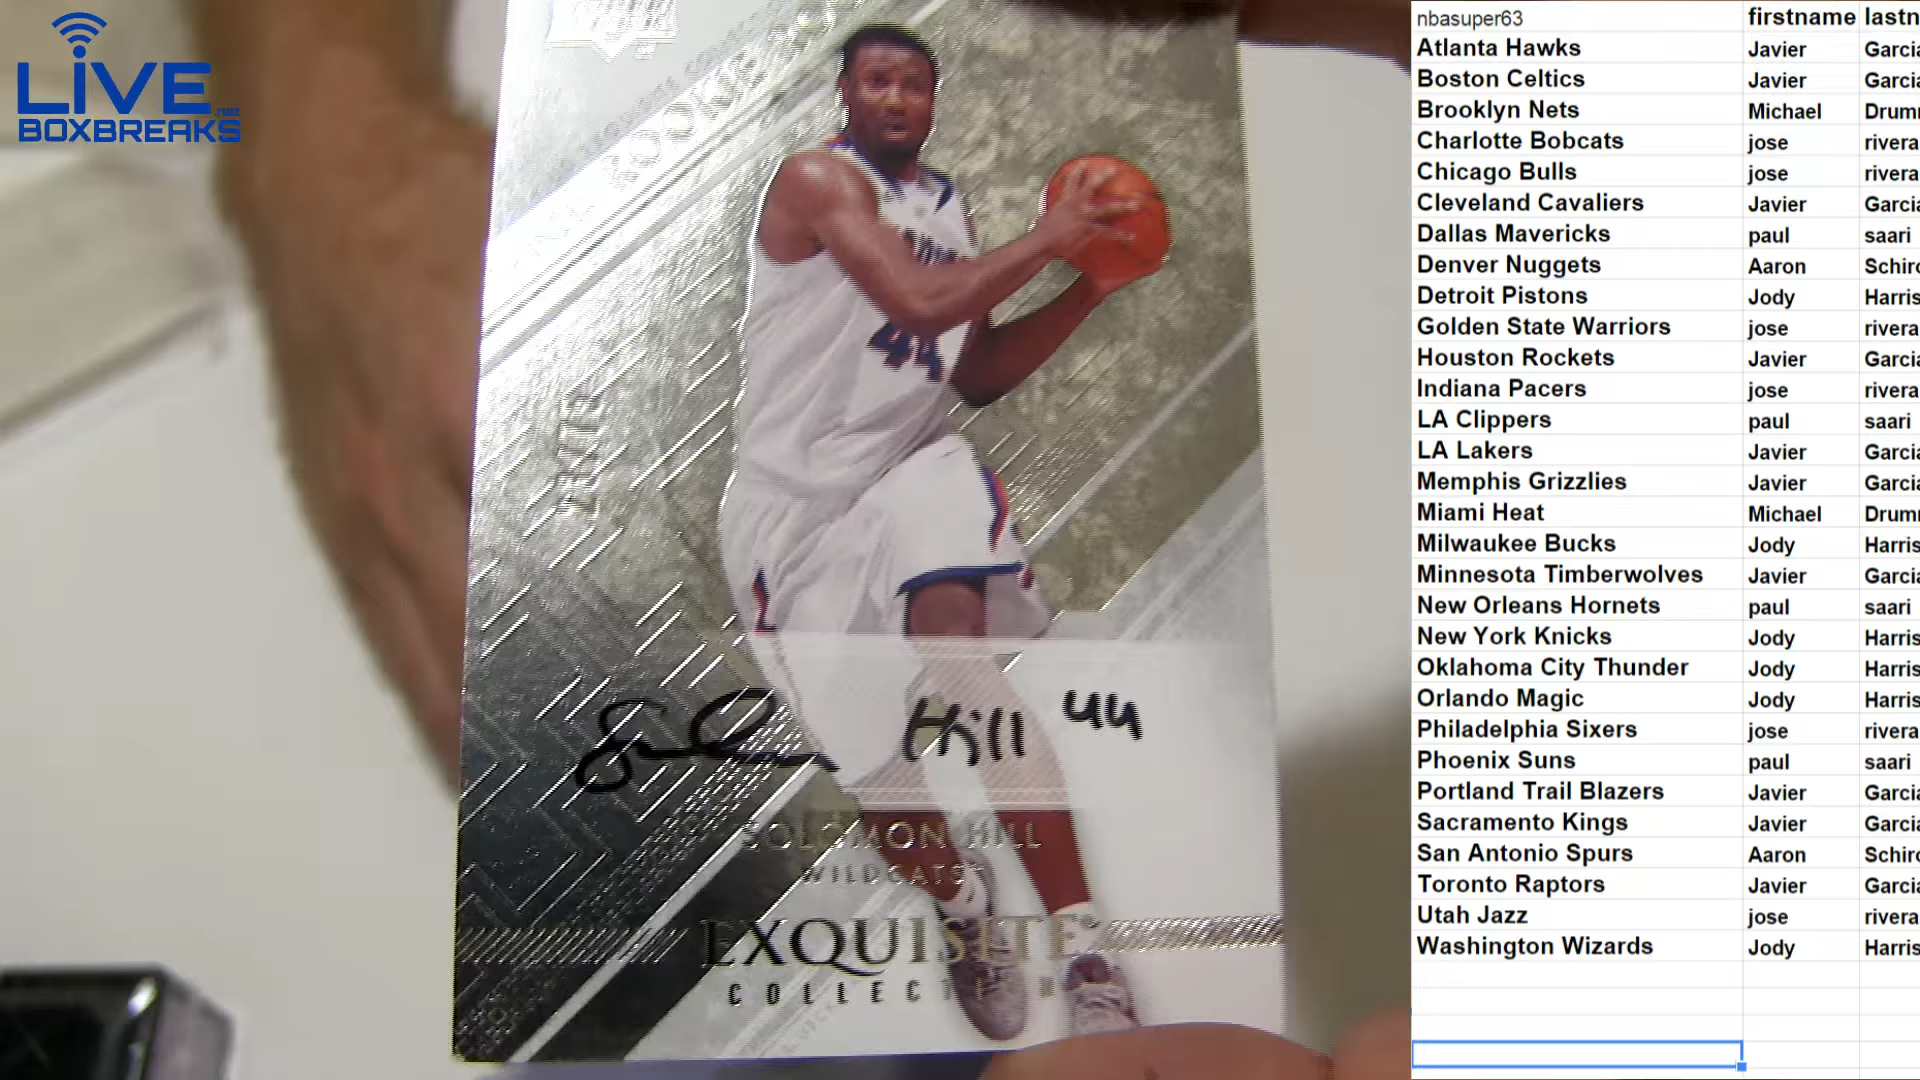 LiVE.net
BOXBREAKS
ROOKIE
44
Hill 44
SOLOMON HILL
WILDCATS
EXQUISITE
COLLECTION
nbasuper63 firstname lastn
Atlanta Hawks Javier Garcia
Boston Celtics Javier Garcia
Brooklyn Nets Michael Drum
Charlotte Bobcats jose rivera
Chicago Bulls jose rivera
Cleveland Cavaliers Javier Garcia
Dallas Mavericks paul saari
Denver Nuggets Aaron Schiro
Detroit Pistons Jody Harris
Golden State Warriors jose rivera
Houston Rockets Javier Garcia
Indiana Pacers jose rivera
LA Clippers paul saari
LA Lakers Javier Garcia
Memphis Grizzlies Javier Garcia
Miami Heat Michael Drum
Milwaukee Bucks Jody Harris
Minnesota Timberwolves Javier Garcia
New Orleans Hornets paul saari
New York Knicks Jody Harris
Oklahoma City Thunder Jody Harris
Orlando Magic Jody Harris
Philadelphia Sixers jose rivera
Phoenix Suns paul saari
Portland Trail Blazers Javier Garcia
Sacramento Kings Javier Garcia
San Antonio Spurs Aaron Schiro
Toronto Raptors Javier Garcia
Utah Jazz jose rivera
Washington Wizards Jody Harris